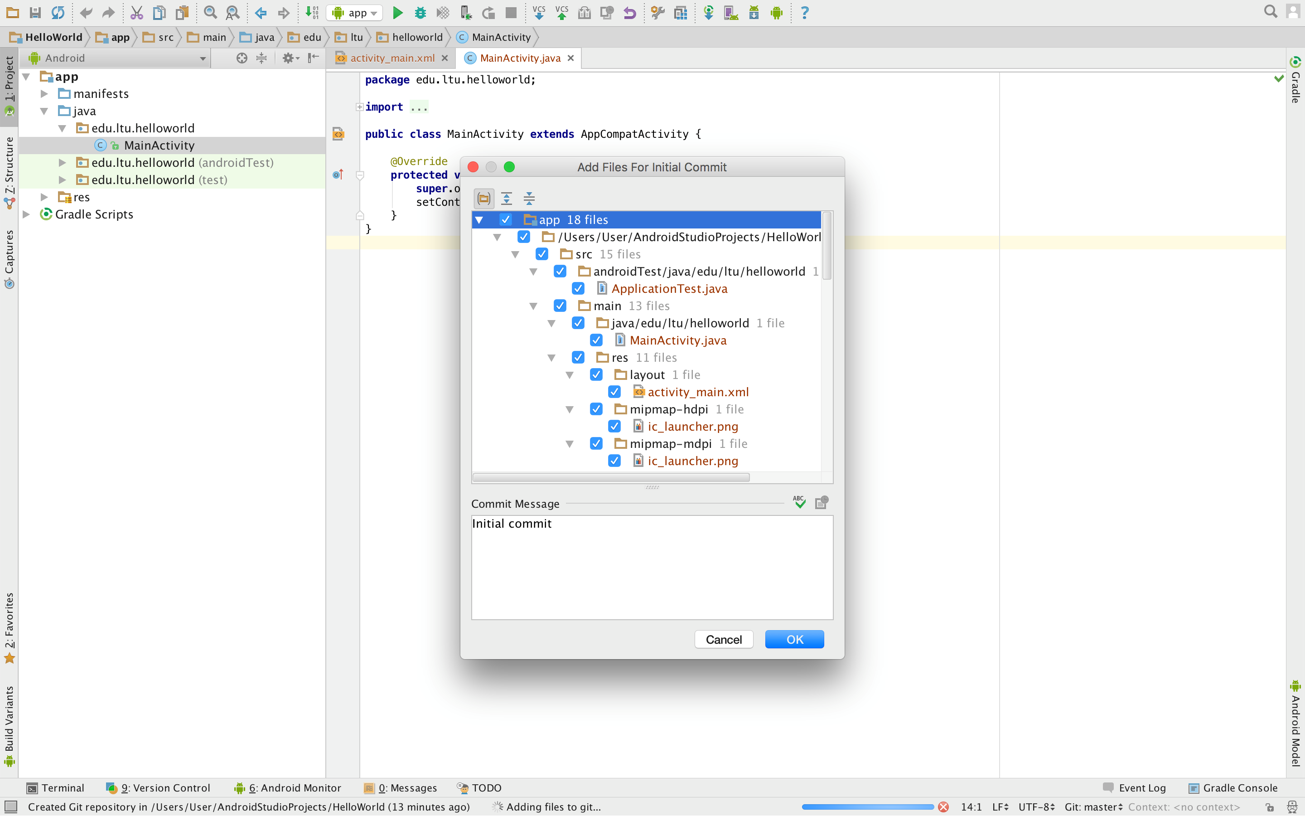 app
HelloWorld app src main java edu ltu helloworld MainActivity
Android
activity_main.xml MainActivity.java
1: Project
7: Structure
Captures
2: Favorites
Build Variants
app
manifests
java
edu.ltu.helloworld
MainActivity
edu.ltu.helloworld (androidTest)
edu.ltu.helloworld (test)
res
Gradle Scripts
package edu.ltu.helloworld;
import ...
public class MainActivity extends AppCompatActivity {
@Override
protected v
super.o
setCont
}
}
Add Files For Initial Commit
app 18 files
/Users/User/AndroidStudioProjects/HelloWorl
src 15 files
androidTest/java/edu/ltu/helloworld 1
ApplicationTest.java
main 13 files
java/edu/ltu/helloworld 1 file
MainActivity.java
res 11 files
layout 1 file
activity_main.xml
mipmap-hdpi 1 file
ic_launcher.png
mipmap-mdpi 1 file
ic_launcher.png
Commit Message
ABC
Initial commit
Cancel OK
Gradle
Android Model
Terminal 9: Version Control 6: Android Monitor 0: Messages TODO Event Log Gradle Console
Created Git repository in /Users/User/AndroidStudioProjects/HelloWorld (13 minutes ago) Adding files to git... 14:1 LF UTF-8 Git: master Context: <no context>